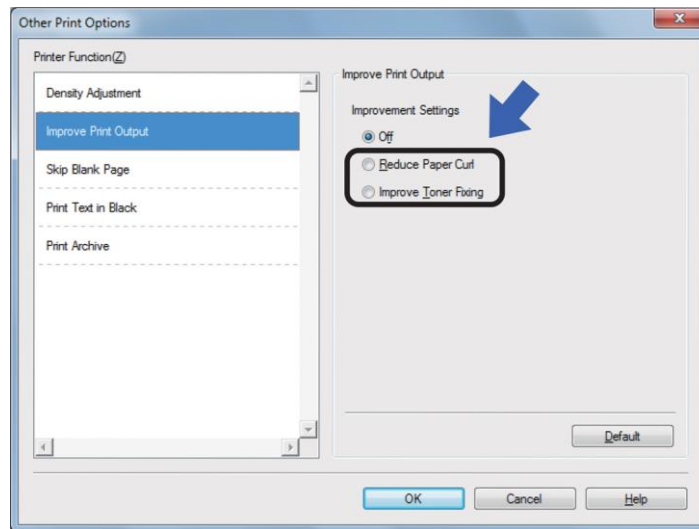 Other Print Options
Printer Function(Z)
Density Adjustment
Improve Print Output
Skip Blank Page
Print Text in Black
Print Archive
Improve Print Output
Improvement Settings
Off
Reduce Paper Curl
Improve Toner Fixing
Default
OK
Cancel
Help